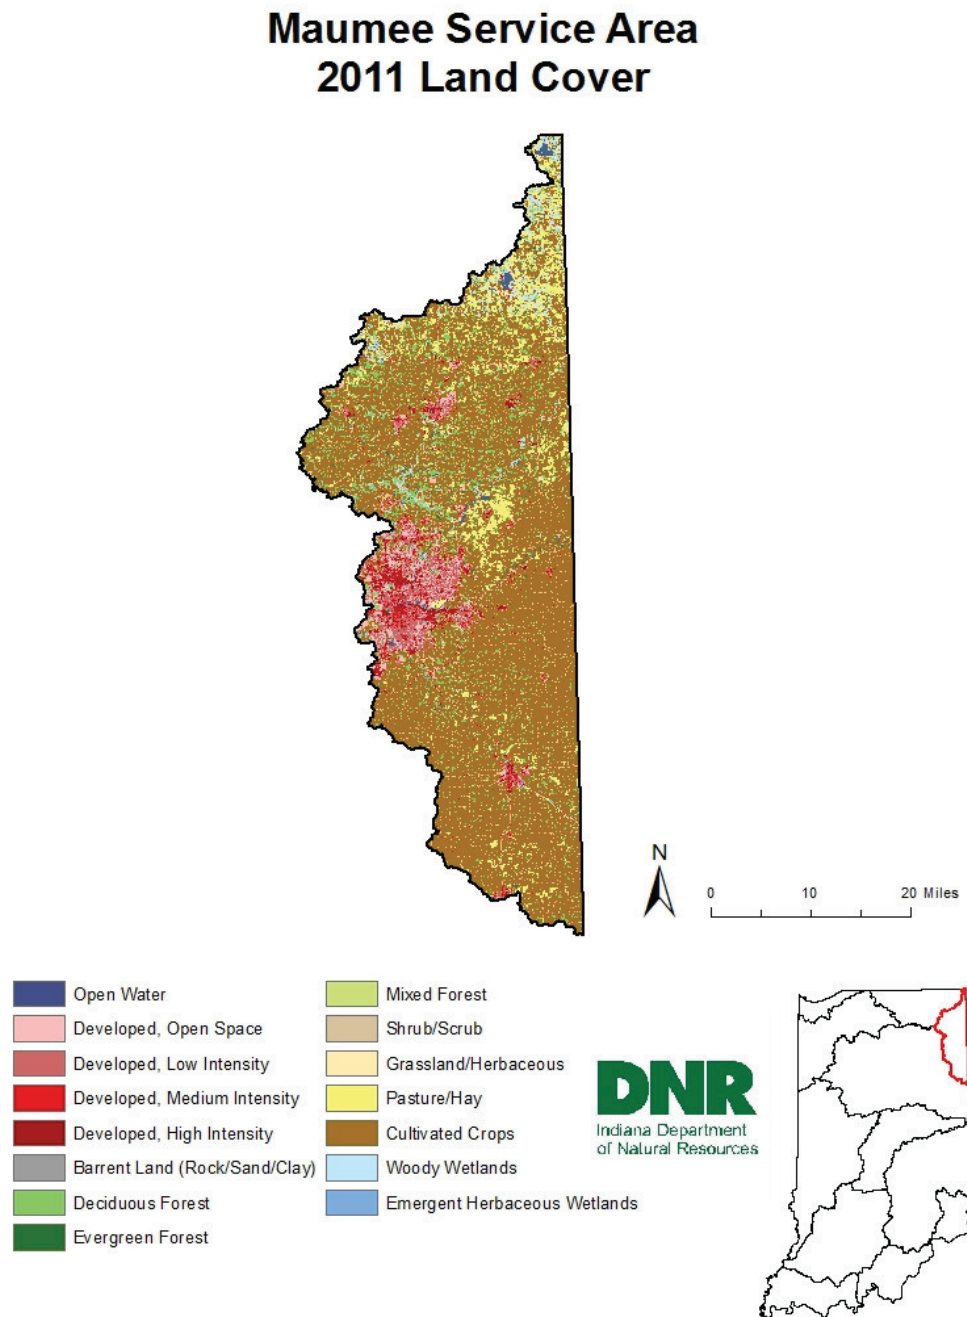 Maumee Service Area
2011 Land Cover
N
0 10 20 Miles
Open Water
Developed, Open Space
Developed, Low Intensity
Developed, Medium Intensity
Developed, High Intensity
Barrent Land (Rock/Sand/Clay)
Deciduous Forest
Evergreen Forest
Mixed Forest
Shrub/Scrub
Grassland/Herbaceous
Pasture/Hay
Cultivated Crops
Woody Wetlands
Emergent Herbaceous Wetlands
DNR
Indiana Department
of Natural Resources